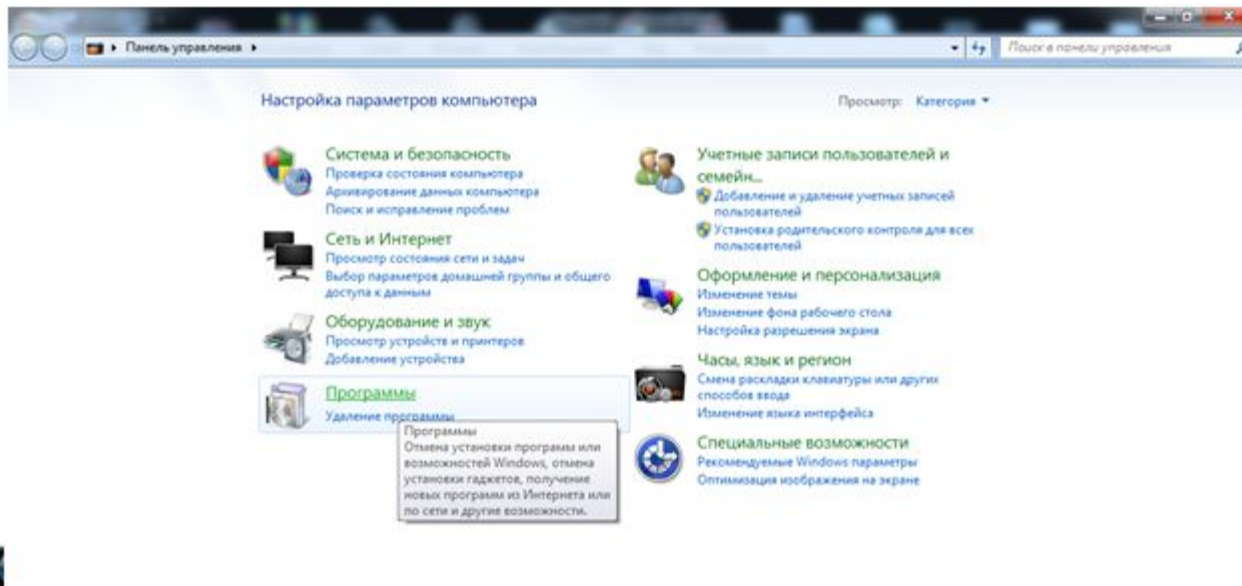 Панель управления
Поиск в панели управления
Настройка параметров компьютера
Просмотр: Категория
Система и безопасность
Проверка состояния компьютера
Архивирование данных компьютера
Поиск и исправление проблем
Сеть и Интернет
Просмотр состояния сети и задач
Выбор параметров домашней группы и общего
доступа к данным
Оборудование и звук
Просмотр устройств и принтеров
Добавление устройства
Программы
Удаление программы
Программы
Отмена установки программ или
возможностей Windows, отмена
установки гаджетов, получение
новых программ из Интернета или
по сети и другие возможности.
Учетные записи пользователей и
семейн...
Добавление и удаление учетных записей
пользователей
Установка родительского контроля для всех
пользователей
Оформление и персонализация
Изменение темы
Изменение фона рабочего стола
Настройка разрешения экрана
Часы, язык и регион
Смена раскладки клавиатуры или других
способов ввода
Изменение языка интерфейса
Специальные возможности
Рекомендуемые Windows параметры
Оптимизация изображения на экране